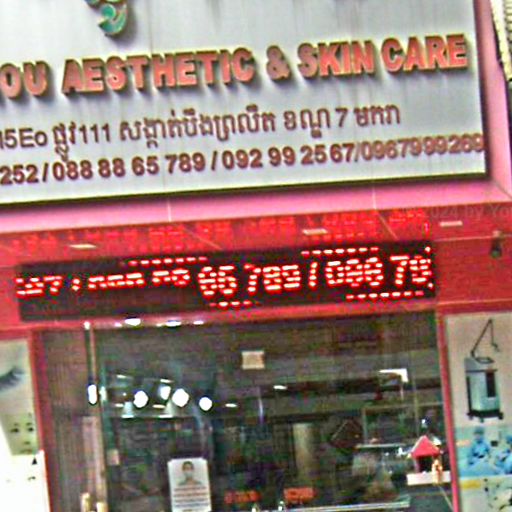 OU AESTHETIC & SKIN CARE
15Eo ផ្លូវ111 សង្កាត់បឹងព្រលឹត ខណ្ឌ 7 មករា
252 / 088 88 65 789 / 092 99 25 67/0967999269
65 789 / 086 78